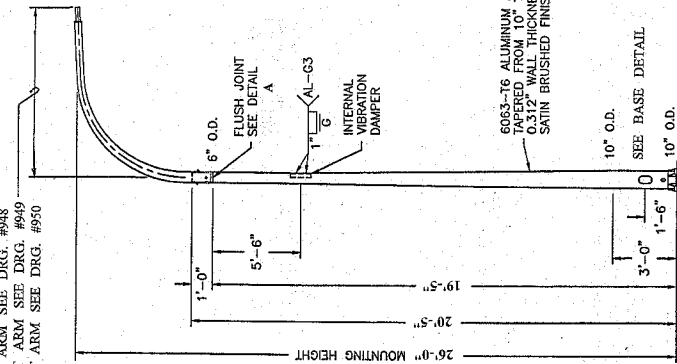 ARM SEE DRG. #948
ARM SEE DRG. #949
ARM SEE DRG. #950
6" O.D.
FLUSH JOINT
SEE DETAIL A
1'-0"
5'-6"
1"
G
AL-G3
INTERNAL
VIBRATION
DAMPER
6063-T6 ALUMINUM
TAPERED FROM 10"
0.312" WALL
SATIN BRUSHED
10" O.D.
SEE BASE DETAIL
10" O.D.
1'-6"
3'-0"
19'-5"
20'-5"
26'-0" MOUNTING HEIGHT